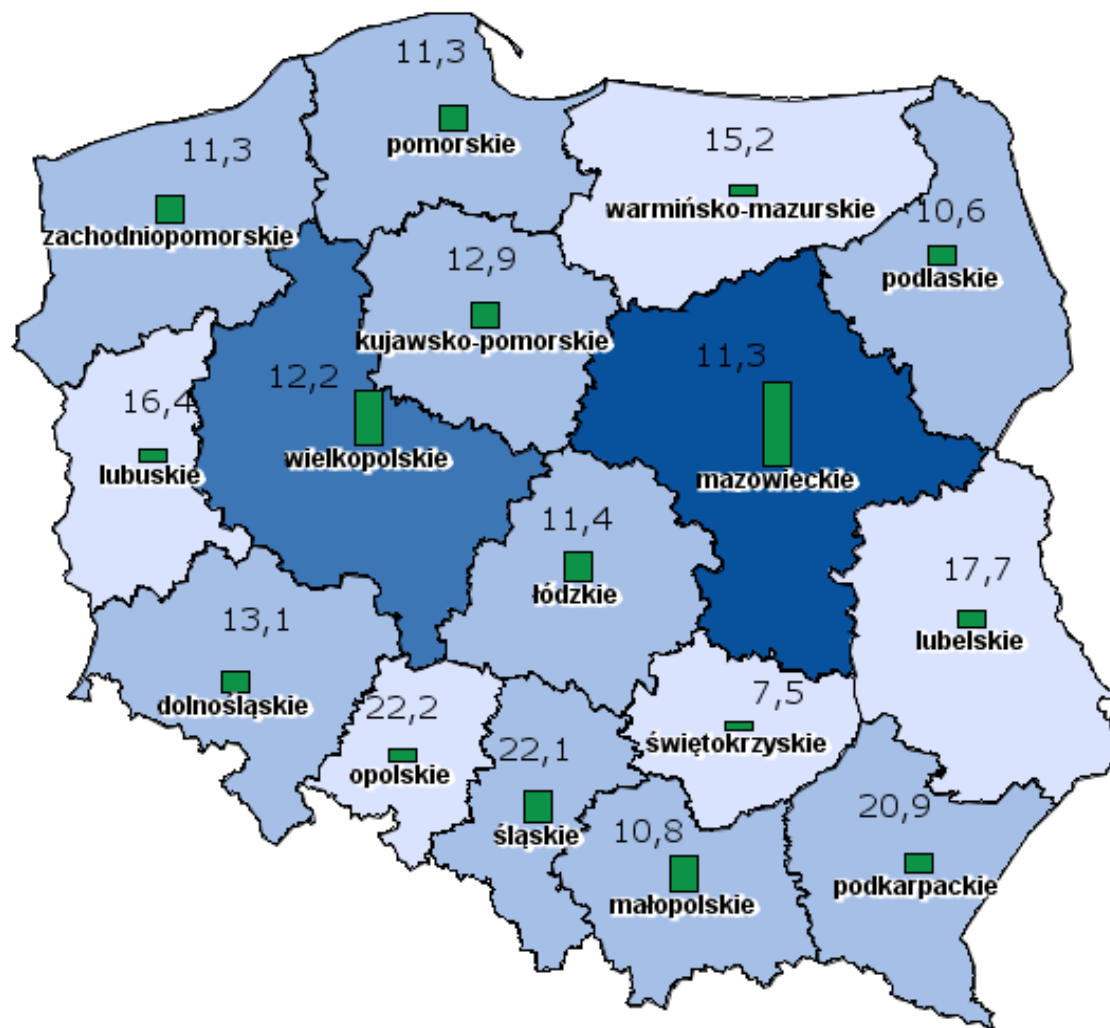 11,3
pomorskie
11,3
zachodniopomorskie
15,2
warmińsko-mazurskie
10,6
podlaskie
12,9
kujawsko-pomorskie
12,2
wielkopolskie
11,3
mazowieckie
16,4
lubuskie
11,4
łódzkie
17,7
lubelskie
13,1
dolnośląskie
22,2
opolskie
22,1
śląskie
7,5
świętokrzyskie
10,8
małopolskie
20,9
podkarpackie